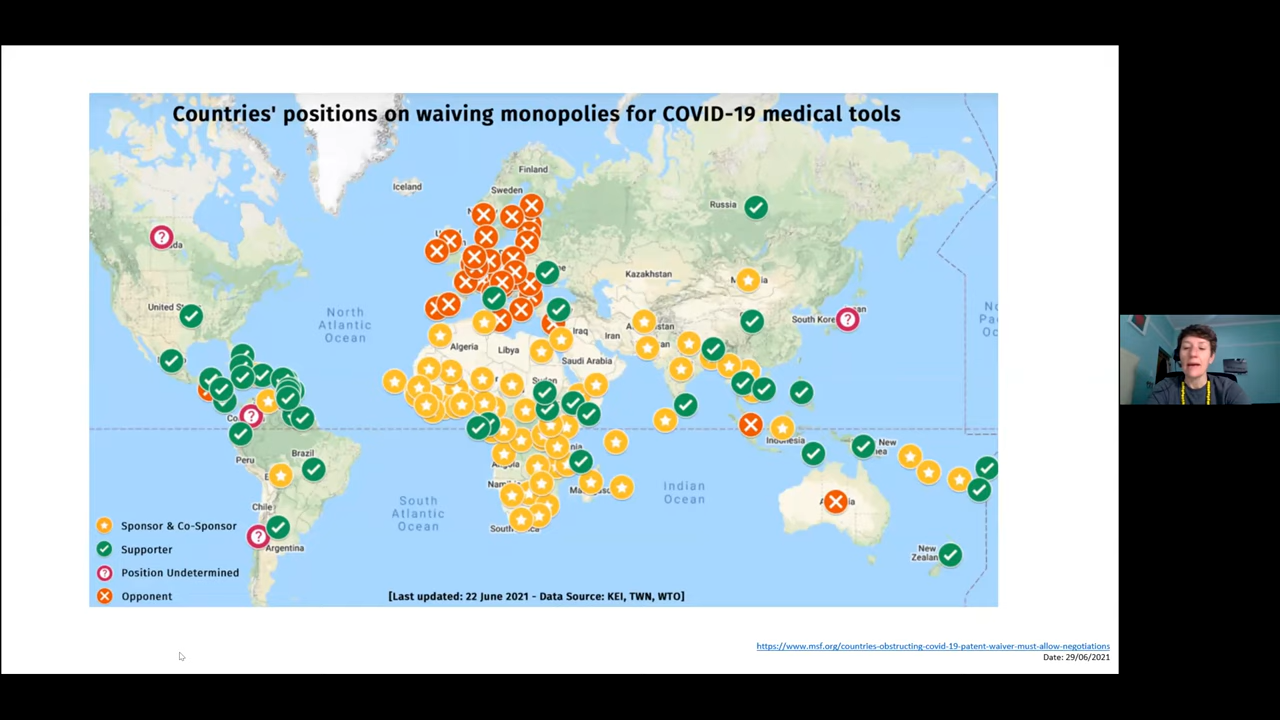 Countries' positions on waiving monopolies for COVID-19 medical tools
Finland
Iceland
Sweden
Russia
Kazakhstan
United
North
Atlantic
Ocean
South Kore
Iraq
Iran
Algeria
Libya
Saudi Arabia
Brazil
Peru
Indonesia
New
Indian
Ocean
South
Atlantic
Ocean
Chile
Argentina
New
Zealan
Sponsor & Co-Sponsor
Supporter
Position Undetermined
Opponent
[Last updated: 22 June 2021 - Data Source: KEI, TWN, WTO]
https://www.msf.org/countries-obstructing-covid-19-patent-waiver-must-allow-negotiations
Date: 29/06/2021